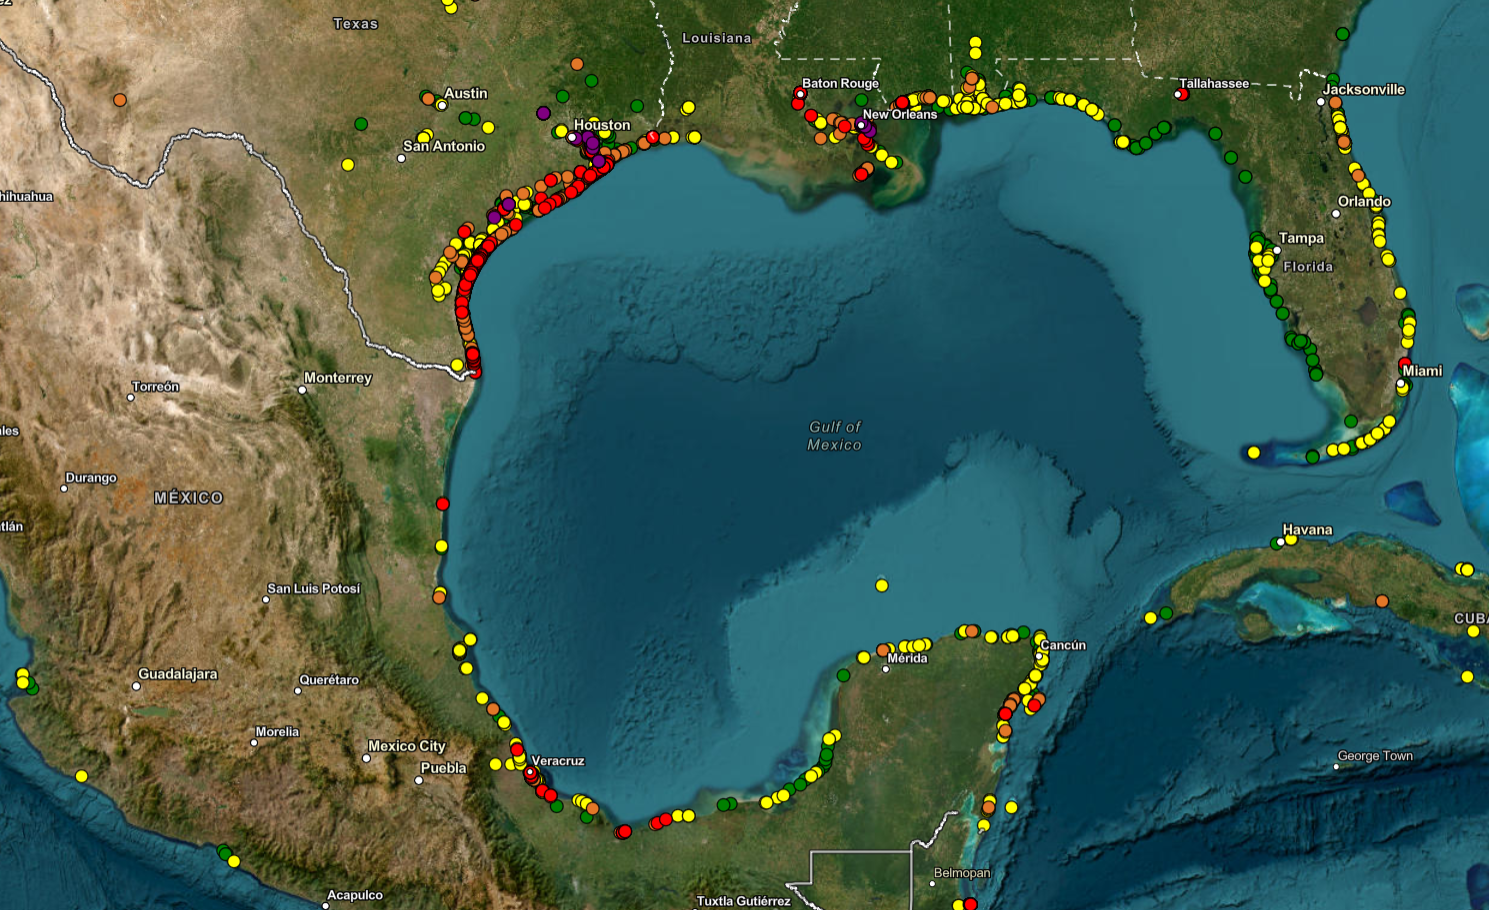 Texas
Louisiana
Baton Rouge
Tallahassee
Jacksonville
Austin
New Orleans
Houston
San Antonio
hihuahua
Orlando
Tampa
Florida
Miami
Monterrey
Torreón
Gulf of
Mexico
ales
Durango
MÉXICO
tlán
Havana
San Luis Potosí
CUBA
Cancún
Mérida
Guadalajara
Querétaro
Morelia
Mexico City
Puebla
Veracruz
George Town
Belmopan
Acapulco
Tuxtla Gutiérrez